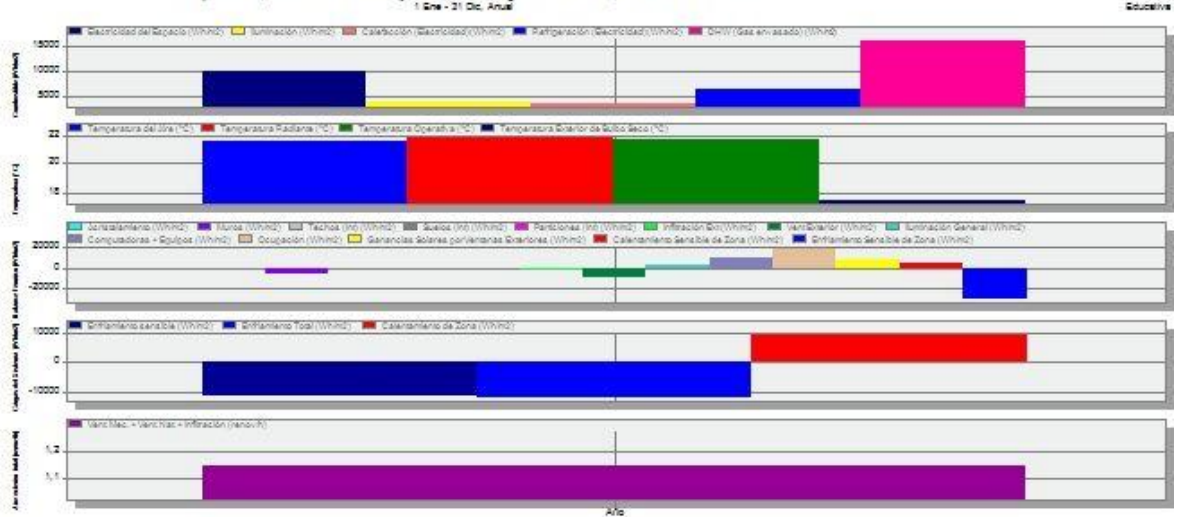 1 Ene - 31 Dic, Anual
Educativa
Electricidad del Espacio (Wh/m2) Iluminación (Wh/m2) Calefacción (Electricidad)(Wh/m2) Refrigeración (Electricidad)(Wh/m2) DHW (Gas envasado) (Wh/m2)
15000
10000
5000
Temperatura del Aire (°C) Temperatura Radiante (°C) Temperatura Operativa (°C) Temperatura Exterior de Bulbo Seco (°C)
Temperatura (°C)
22
20
18
Acristalamiento (Wh/m2) Muros (Wh/m2) Techos (int) (Wh/m2) Suelos (int) (Wh/m2) Particiones (int) (Wh/m2) Infiltración Ext (Wh/m2) Vent Exterior (Wh/m2) Iluminación General (Wh/m2)
Computadoras + Equipos (Wh/m2) Ocupación (Wh/m2) Ganancias Solares por Ventanas Exteriores (Wh/m2) Calentamiento Sensible de Zona (Wh/m2) Enfriamiento Sensible de Zona (Wh/m2)
20000
0
-20000
Enfriamiento sensible (Wh/m2) Enfriamiento Total (Wh/m2) Calentamiento de Zona (Wh/m2)
10000
0
-10000
Vent Mec. + Vent Nat + Infiltración (renov/h)
1,2
1,1
Año